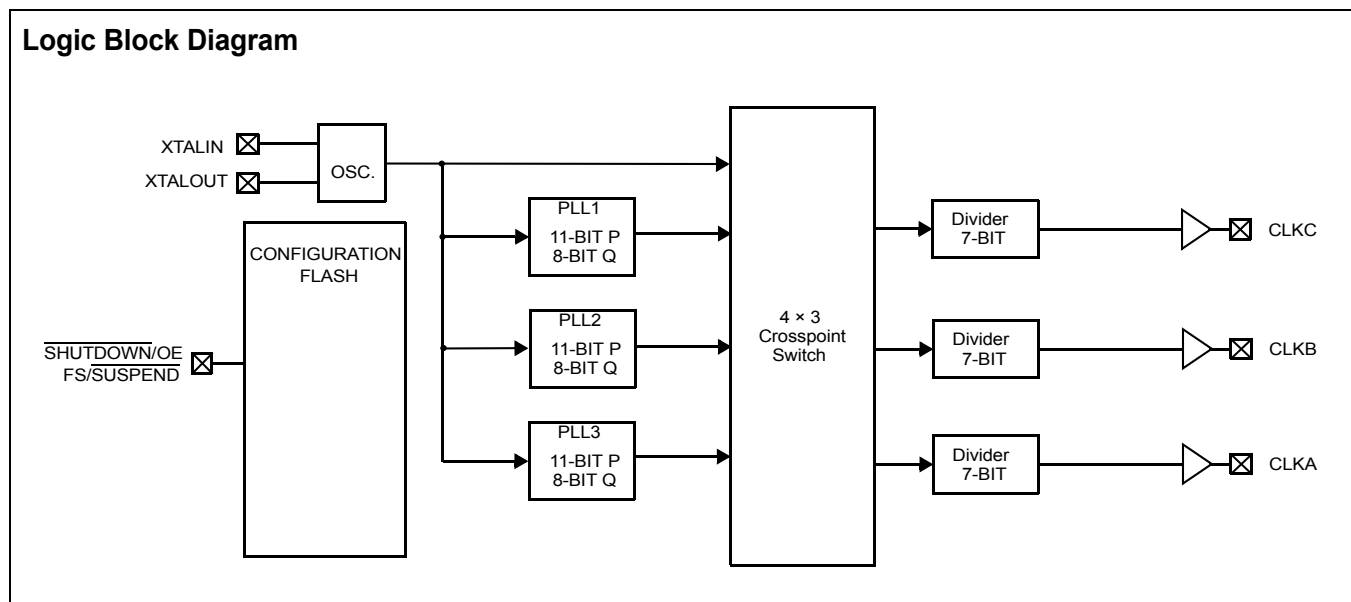 Logic Block Diagram
XTALIN
XTALOUT
OSC.
CONFIGURATION
FLASH
SHUTDOWN/OE
FS/SUSPEND
PLL1
11-BIT P
8-BIT Q
PLL2
11-BIT P
8-BIT Q
PLL3
11-BIT P
8-BIT Q
4 × 3
Crosspoint
Switch
Divider
7-BIT
CLKC
Divider
7-BIT
CLKB
Divider
7-BIT
CLKA